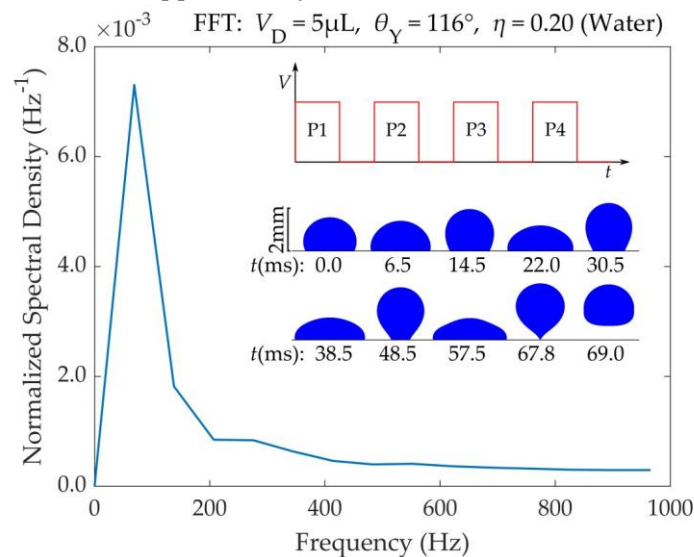 FFT: V_D = 5μL, θ_Y = 116°, η = 0.20 (Water)
×10⁻³
8.0
6.0
4.0
2.0
0.0
Normalized Spectral Density (Hz⁻¹)
V
P1 P2 P3 P4
t
2mm
t(ms): 0.0 6.5 14.5 22.0 30.5
t(ms): 38.5 48.5 57.5 67.8 69.0
0 200 400 600 800 1000
Frequency (Hz)